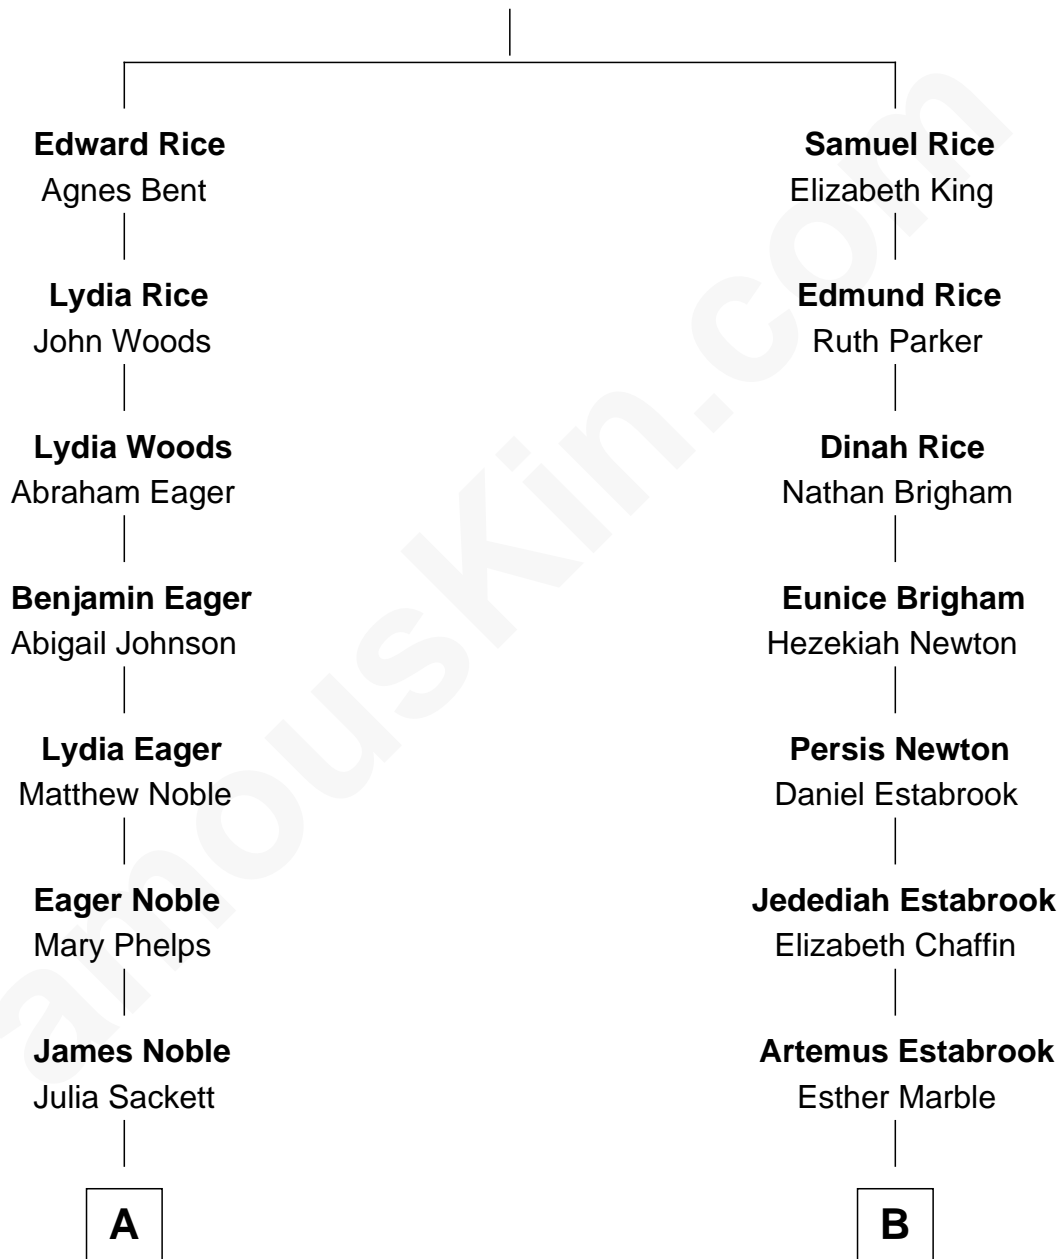 Edward Rice
Agnes Bent
Lydia Rice
John Woods
Lydia Woods
Abraham Eager
Benjamin Eager
Abigail Johnson
Lydia Eager
Matthew Noble
Eager Noble
Mary Phelps
James Noble
Julia Sackett
A
Samuel Rice
Elizabeth King
Edmund Rice
Ruth Parker
Dinah Rice
Nathan Brigham
Eunice Brigham
Hezekiah Newton
Persis Newton
Daniel Estabrook
Jedediah Estabrook
Elizabeth Chaffin
Artemus Estabrook
Esther Marble
B
amouskin.com